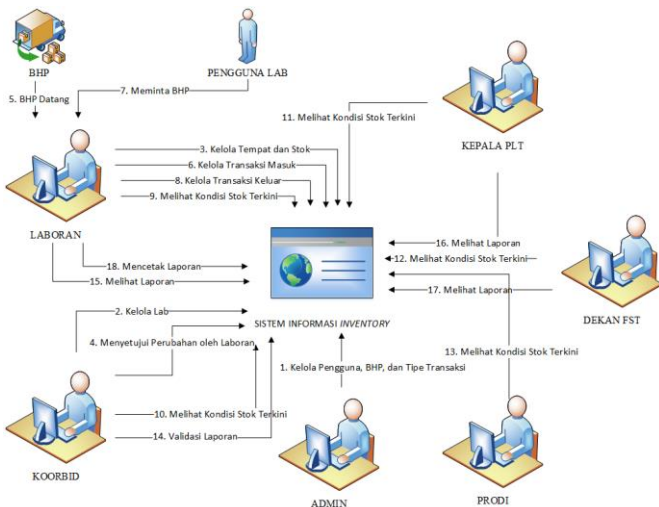 BHP
PENGGUNA LAB
5. BHP Datang
7. Meminta BHP
11. Melihat Kondisi Stok Terkini
KEPALA PLT
3. Kelola Tempat dan Stok
6. Kelola Transaksi Masuk
8. Kelola Transaksi Keluar
9. Melihat Kondisi Stok Terkini
LABORAN
16. Melihat Laporan
12. Melihat Kondisi Stok Terkini
18. Mencetak Laporan
15. Melihat Laporan
17. Melihat Laporan
DEKAN FST
2. Kelola Lab
SISTEM INFORMASI INVENTORY
4. Menyetujui Perubahan oleh Laboran
13. Melihat Kondisi Stok Terkini
1. Kelola Pengguna, BHP, dan Tipe Transaksi
10. Melihat Kondisi Stok Terkini
14. Validasi Laporan
KOORBID
ADMIN
PRODI